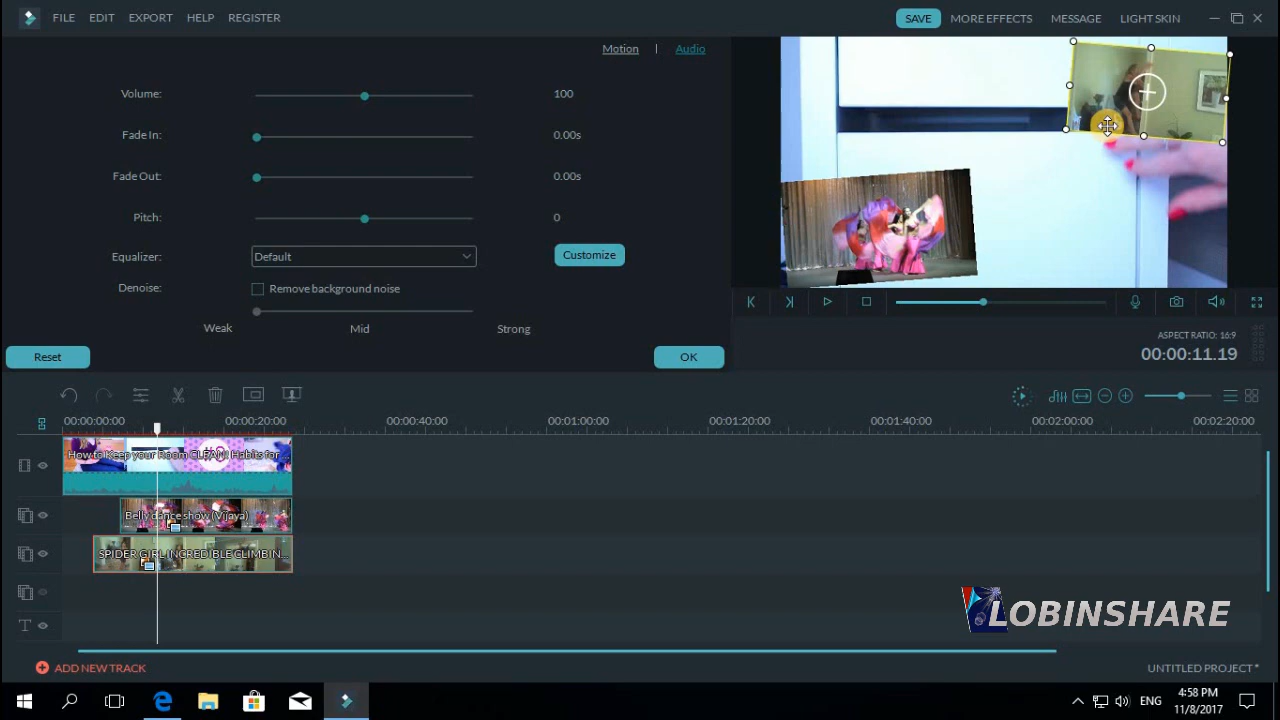 FILE EDIT EXPORT HELP REGISTER SAVE MORE EFFECTS MESSAGE LIGHT SKIN
Motion | Audio
Volume: 100
Fade In: 0.00s
Fade Out: 0.00s
Pitch: 0
Equalizer: Default Customize
Denoise: Remove background noise
Weak Mid Strong
Reset OK
ASPECT RATIO: 16:9
00:00:11.19
00:00:00:00 00:00:20:00 00:00:40:00 00:01:00:00 00:01:20:00 00:01:40:00 00:02:00:00 00:02:20:00
How to Keep your Room CLEAN! Habits for ...
Belly dance show (Vijaya)
SPIDER GIRL INCREDIBLE CLIMB IN...
T
LOBINSHARE
ADD NEW TRACK UNTITLED PROJECT *
ENG 4:58 PM
11/8/2017